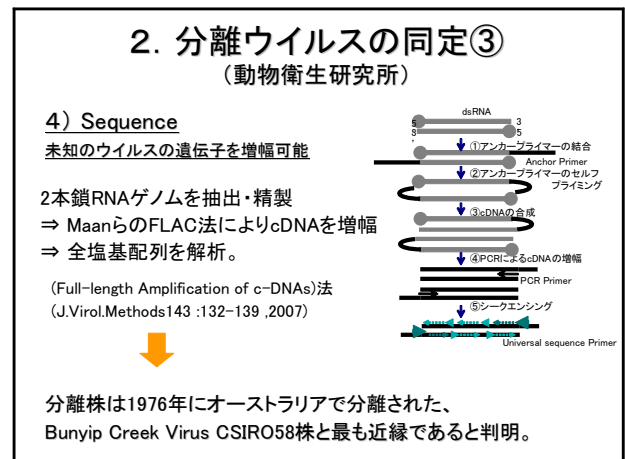 2．分離ウイルスの同定③
（動物衛生研究所）
4） Sequence
未知のウイルスの遺伝子を増幅可能
2本鎖RNAゲノムを抽出・精製
⇒ MaanらのFLAC法によりcDNAを増幅
⇒ 全塩基配列を解析。
(Full-length Amplification of c-DNAs)法
(J.Virol.Methods143 :132-139 ,2007)
dsRNA
5' 3'
3' 5'
①アンカープライマーの結合
Anchor Primer
②アンカープライマーのセルフ
プライミング
③cDNAの合成
④PCRによるcDNAの増幅
PCR Primer
⑤シークエンシング
Universal sequence Primer
分離株は1976年にオーストラリアで分離された、
Bunyip Creek Virus CSIRO58株と最も近縁であると判明。